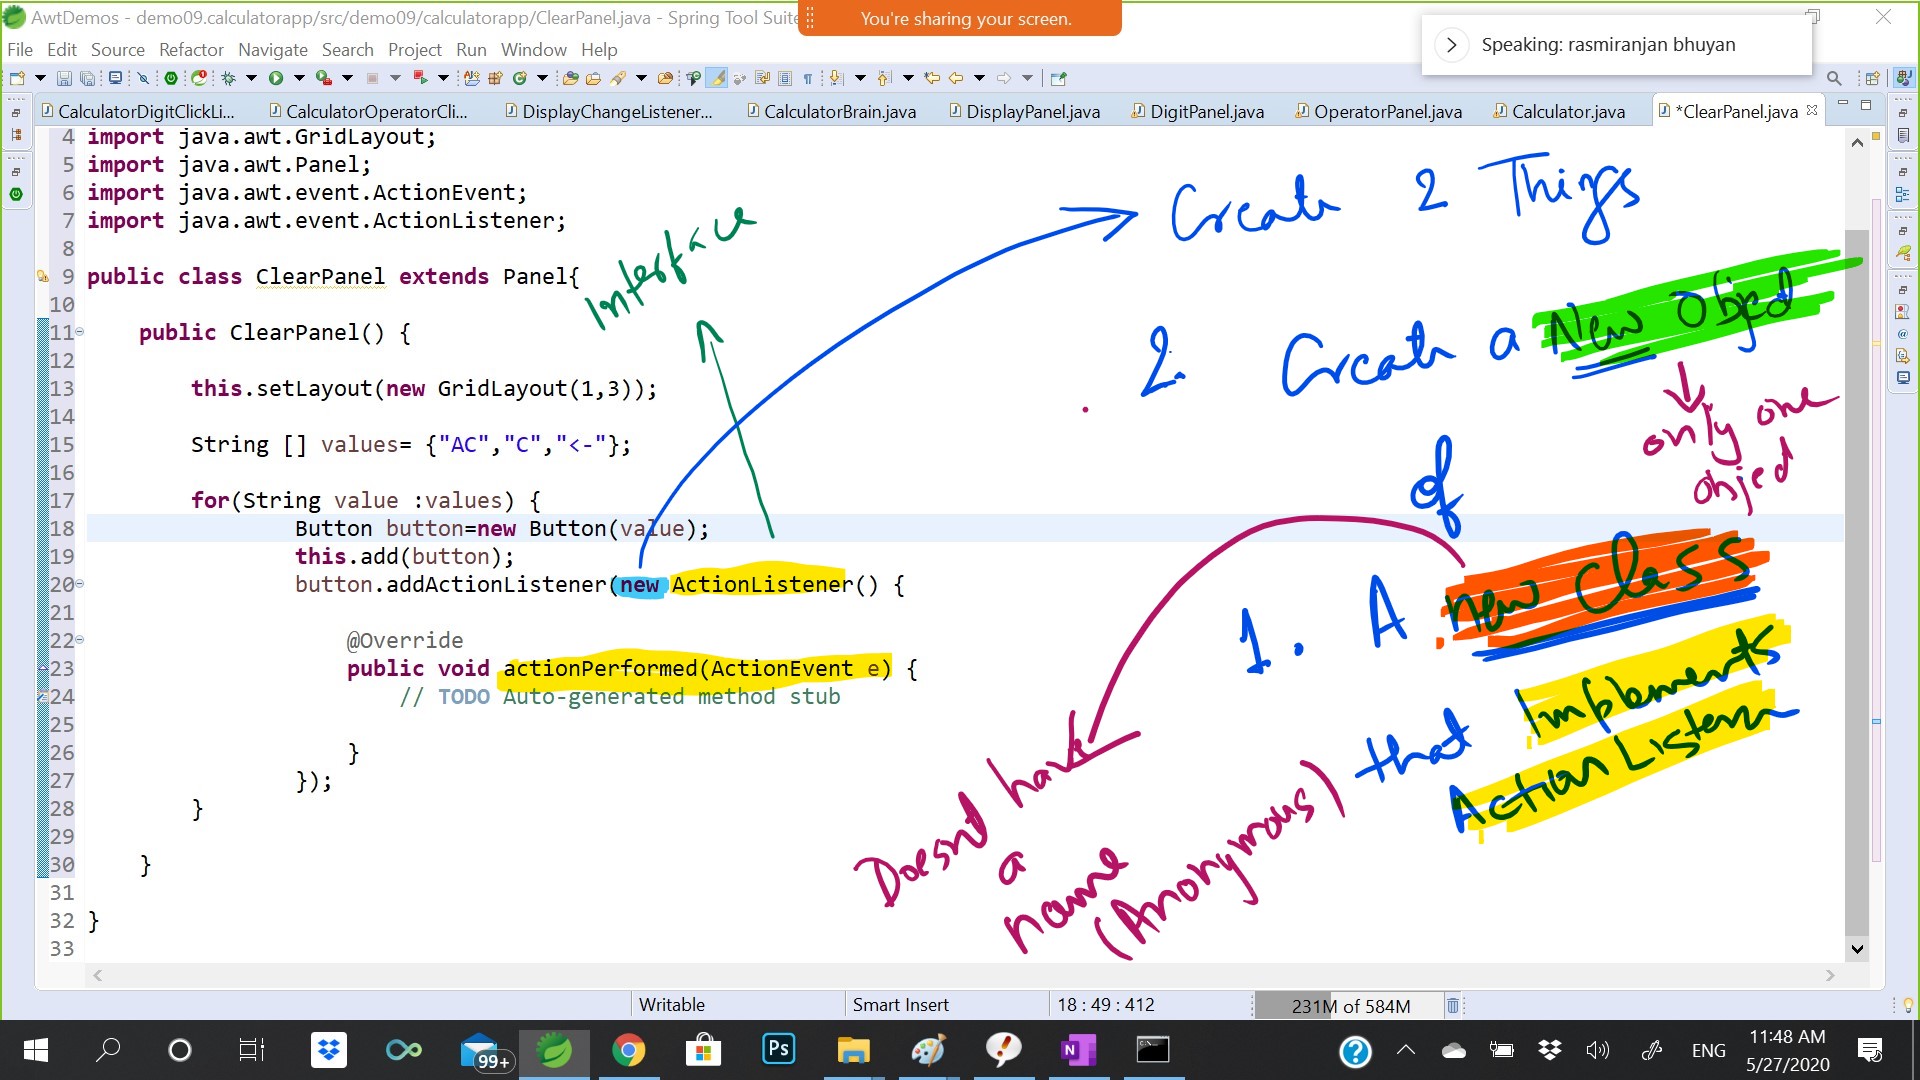 AwtDemos - demo09.calculatorapp/src/demo09/calculatorapp/ClearPanel.java - Spring Tool Suite
You're sharing your screen.
Speaking: rasmiranjan bhuyan
File Edit Source Refactor Navigate Search Project Run Window Help
CalculatorDigitClickLi... CalculatorOperatorCli... DisplayChangeListener... CalculatorBrain.java DisplayPanel.java DigitPanel.java OperatorPanel.java Calculator.java *ClearPanel.java
4 import java.awt.GridLayout;
5 import java.awt.Panel;
6 import java.awt.event.ActionEvent;
7 import java.awt.event.ActionListener;
8
9 public class ClearPanel extends Panel{
10
11 public ClearPanel() {
12
13 this.setLayout(new GridLayout(1,3));
14
15 String [] values= {"AC","C","<-"};
16
17 for(String value :values) {
18 Button button=new Button(value);
19 this.add(button);
20 button.addActionListener(new ActionListener() {
21
22 @Override
23 public void actionPerformed(ActionEvent e) {
24 // TODO Auto-generated method stub
25
26 }
27 });
28 }
29
30 }
31
32 }
33
Interface
Create 2 Things
2. Create a New Object
only one
object
of
1. A new Class
that Implements
Action Listener
Doesnt have
a
name
(Anonymous)
Writable Smart Insert 18 : 49 : 412 231M of 584M
99+
Ps
N
ENG
11:48 AM
5/27/2020